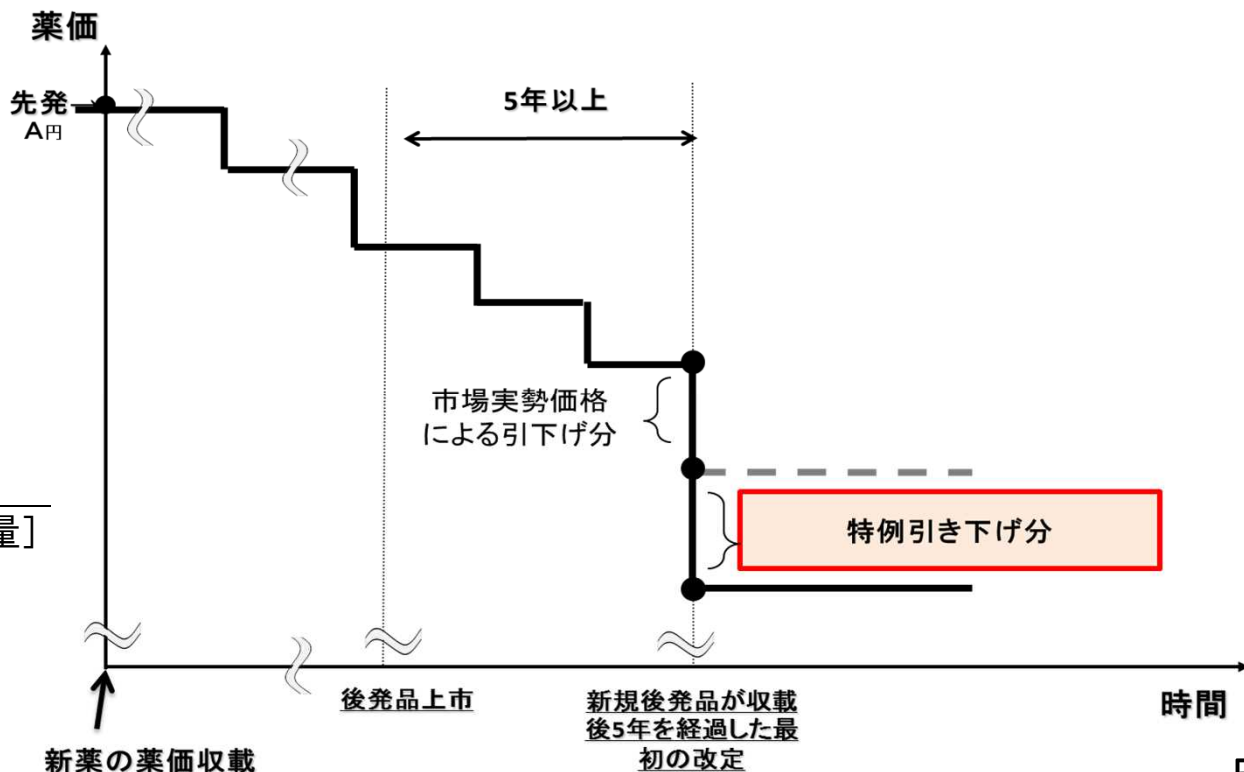 薬価
先発
A円
5年以上
市場実勢価格
による引下げ分
量]
特例引き下げ分
後発品上市
新規後発品が収載
後5年を経過した最
初の改定
時間
新薬の薬価収載